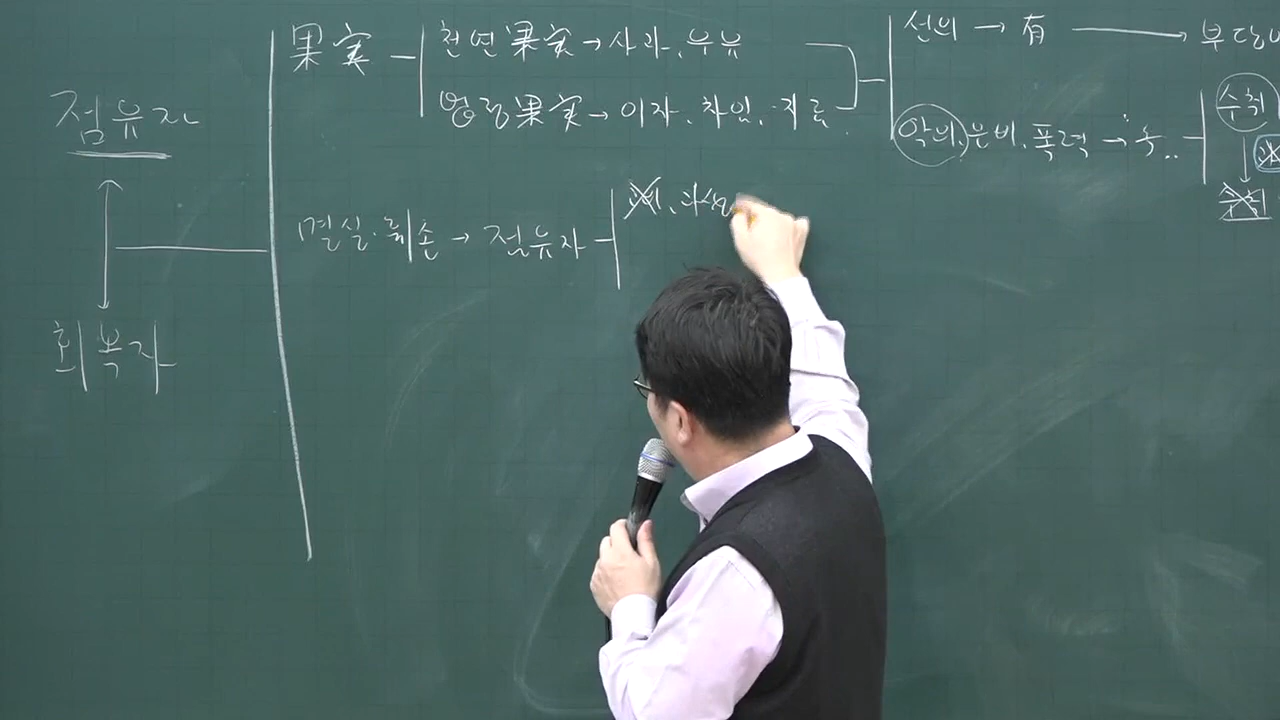 점유자
회복자
果実
천연果実→사과, 우유
법정果実→이자, 차임, 지료
선의 → 有 → 부당이
악의, 은비, 폭력 →
수취
멸실·훼손 → 점유자